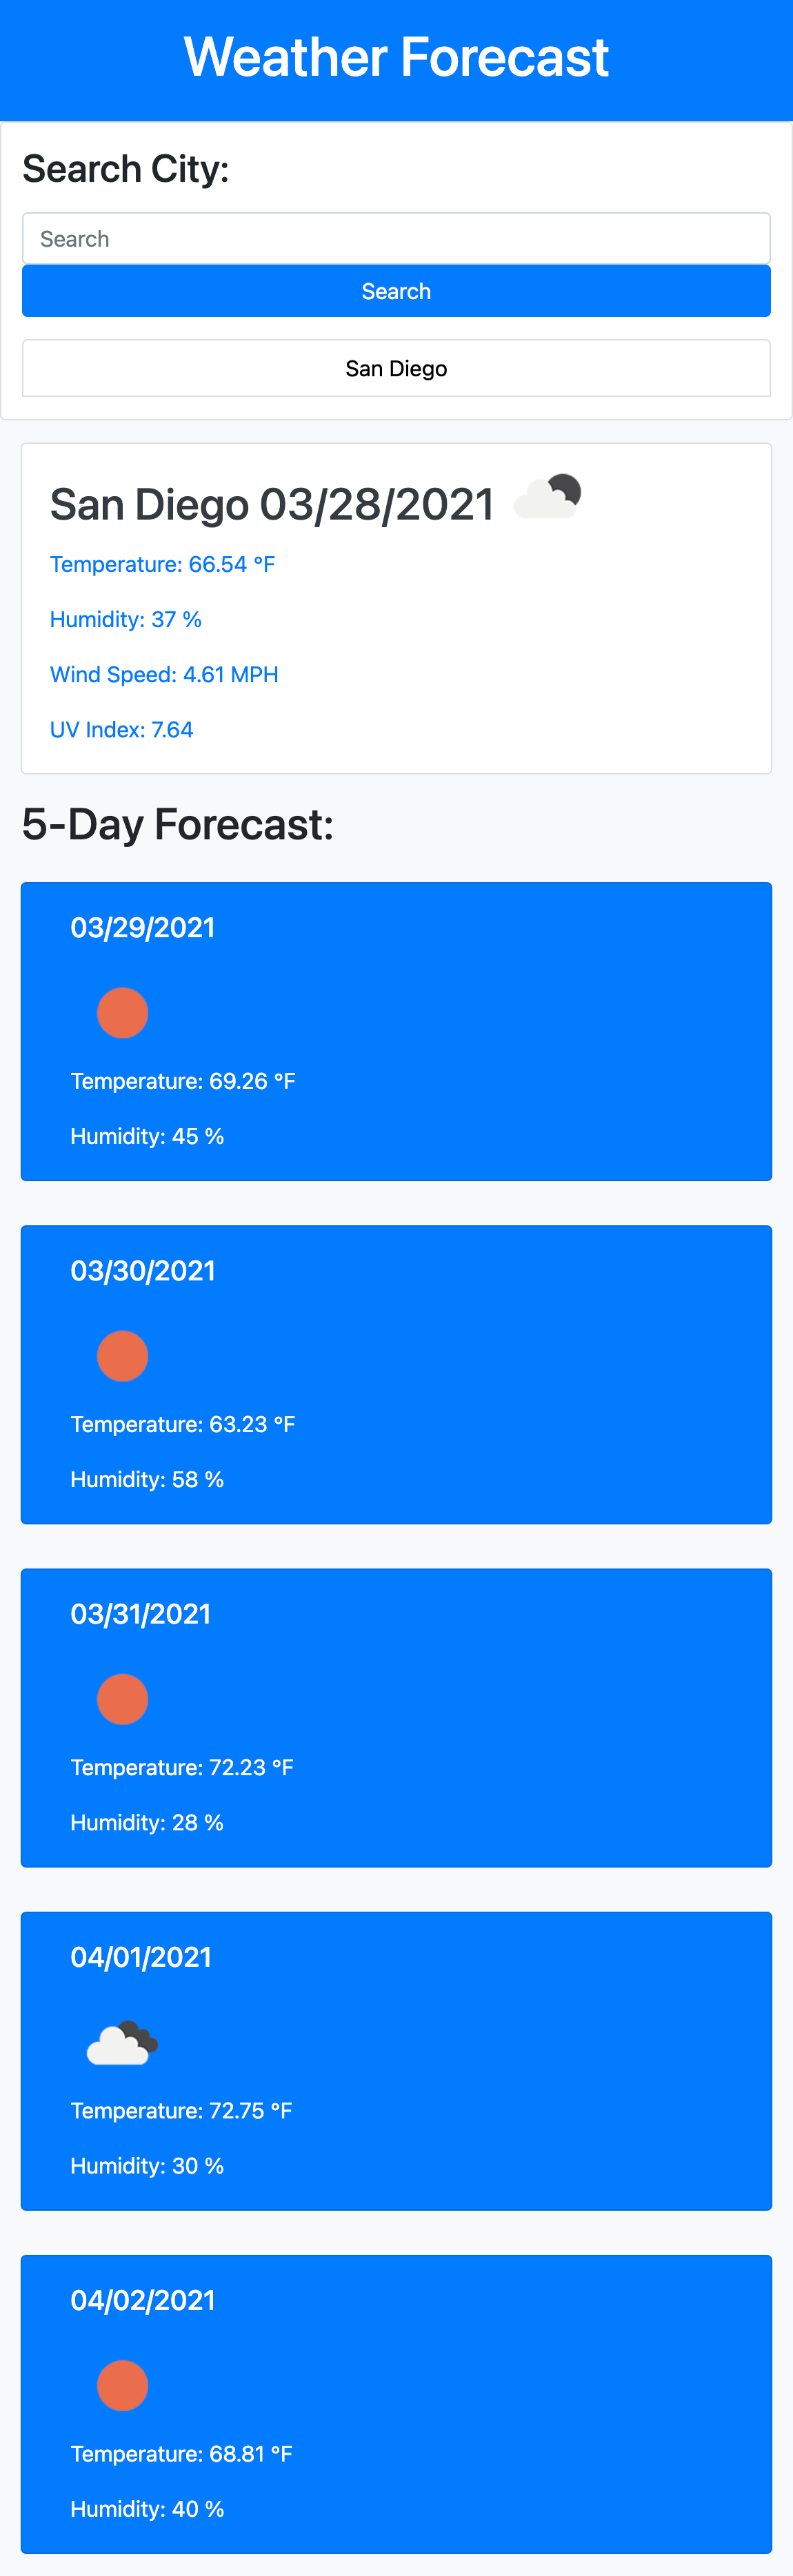 Weather Forecast
Search City:
Search
Search
San Diego
San Diego 03/28/2021
Temperature: 66.54 °F
Humidity: 37 %
Wind Speed: 4.61 MPH
UV Index: 7.64
5-Day Forecast:
03/29/2021
Temperature: 69.26 °F
Humidity: 45 %
03/30/2021
Temperature: 63.23 °F
Humidity: 58 %
03/31/2021
Temperature: 72.23 °F
Humidity: 28 %
04/01/2021
Temperature: 72.75 °F
Humidity: 30 %
04/02/2021
Temperature: 68.81 °F
Humidity: 40 %